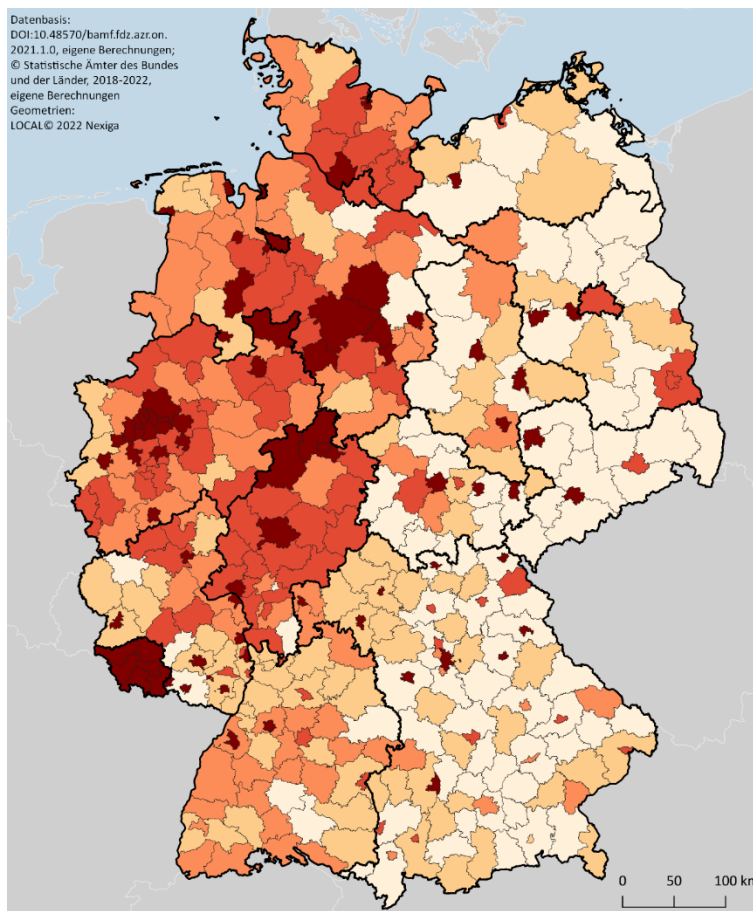 Datenbasis:
DOI:10.48570/bamf.fdz.azr.on.
2021.1.0, eigene Berechnungen;
© Statistische Ämter des Bundes
und der Länder, 2018-2022,
eigene Berechnungen
Geometrien:
LOCAL© 2022 Nexiga
0 50 100 km